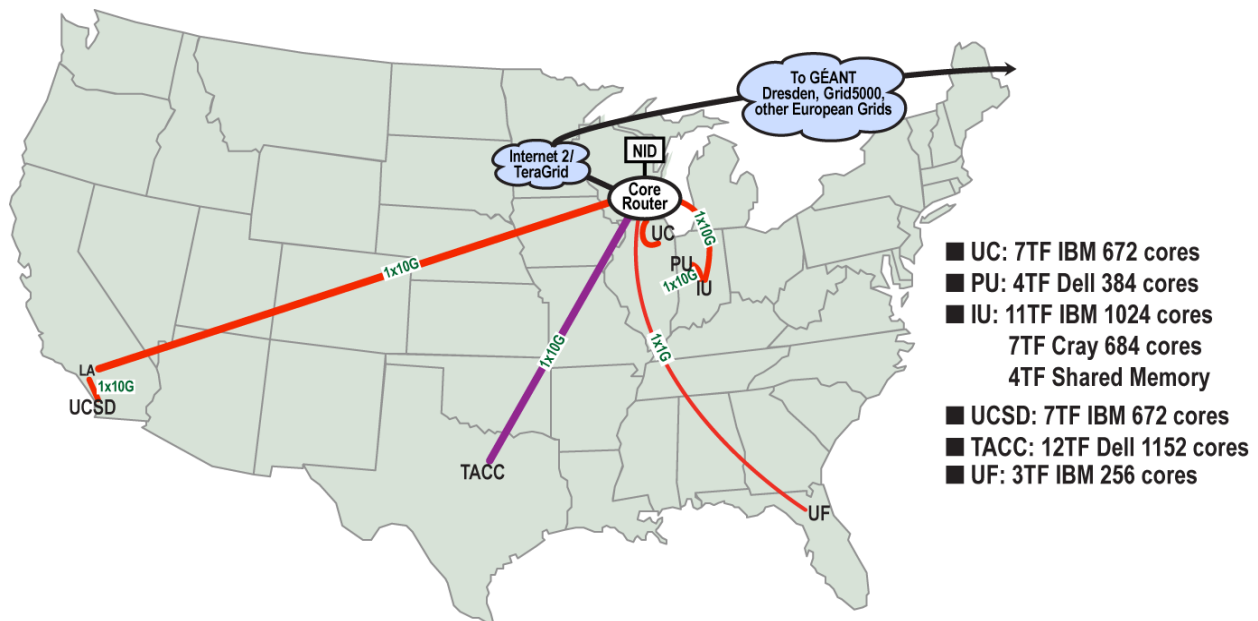 To GÉANT
Dresden, Grid5000,
other European Grids
Internet 2/
TeraGrid
NID
Core
Router
UC
1x10G
PU
1x10G
IU
1x10G
1x10G
1x1G
LA
1x10G
UCSD
TACC
UF
■ UC: 7TF IBM 672 cores
■ PU: 4TF Dell 384 cores
■ IU: 11TF IBM 1024 cores
7TF Cray 684 cores
4TF Shared Memory
■ UCSD: 7TF IBM 672 cores
■ TACC: 12TF Dell 1152 cores
■ UF: 3TF IBM 256 cores